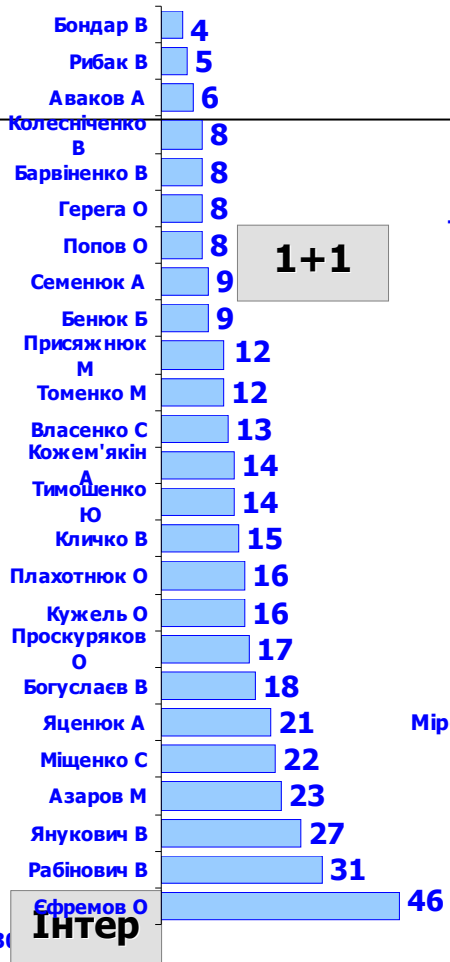 Бондар В 4
Рибак В 5
Аваков А 6
Колесніченко
В 8
Барвіненко В 8
Герега О 8
Попов О 8
1+1
Семенюк А 9
Бенюк Б 9
Присяжнюк
М 12
Томенко М 12
Власенко С 13
Кожем'якін
А 14
Тимошенко
Ю 14
Кличко В 15
Плахотнюк О 16
Кужель О 16
Проскуряков
О 17
Богуслаєв В 18
Яценюк А 21
Мір
Міщенко С 22
Азаров М 23
Янукович В 27
Рабінович В 31
Єфремов О 46
Інтер